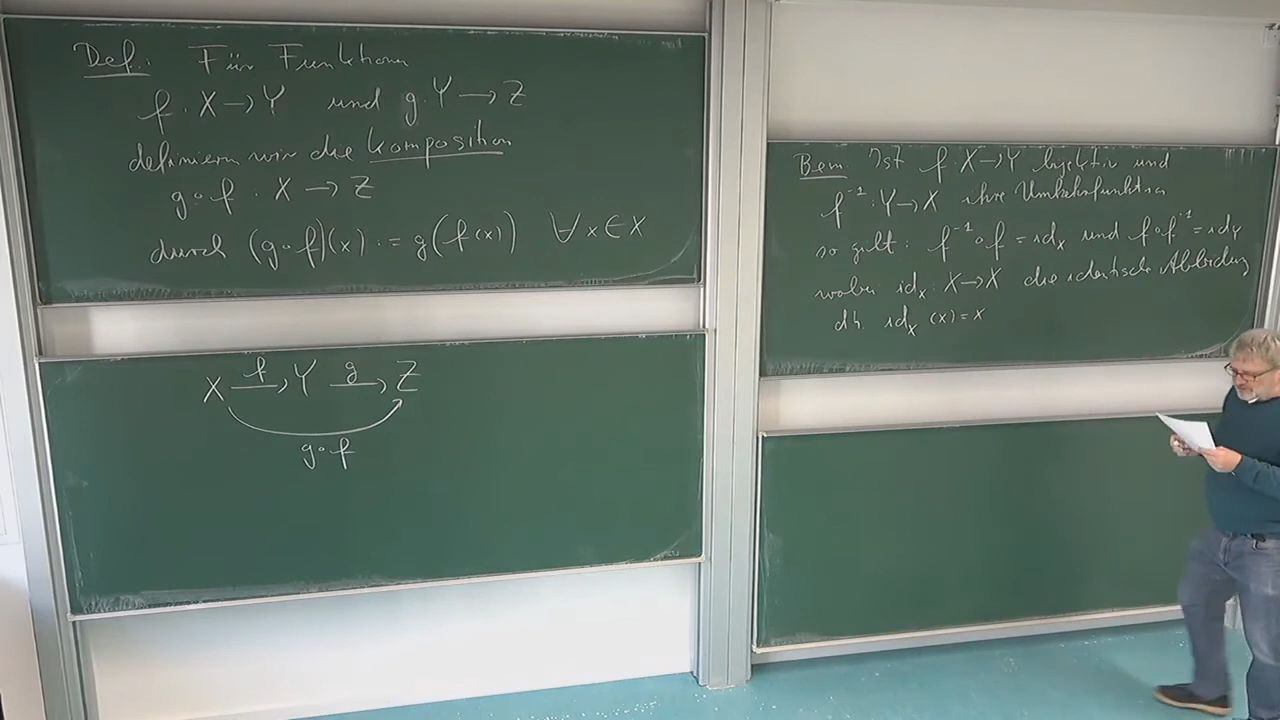 Def.: Für Funktionen
f: X → Y und g: Y → Z
definieren wir die Komposition
g∘f : X → Z
durch (g∘f)(x) := g(f(x)) ∀ x ∈ X
X —f→ Y —g→ Z
g∘f
Bem Ist f: X → Y bijektiv und
f⁻¹: Y → X ihre Umkehrfunktion
so gilt: f⁻¹∘f = id_X und f∘f⁻¹ = id_Y
wobei id_X: X → X die identische Abbildung
dh. id_X (x) = x